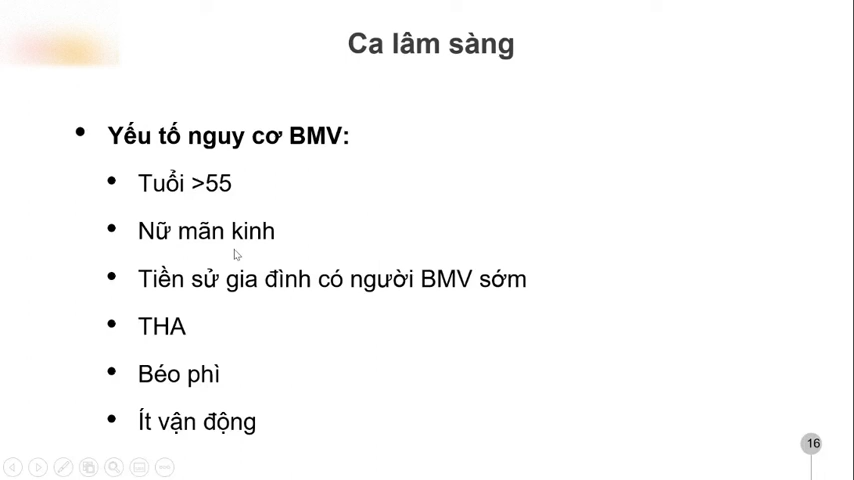 Ca lâm sàng
• Yếu tố nguy cơ BMV:
• Tuổi >55
• Nữ mãn kinh
• Tiền sử gia đình có người BMV sớm
• THA
• Béo phì
• Ít vận động
16